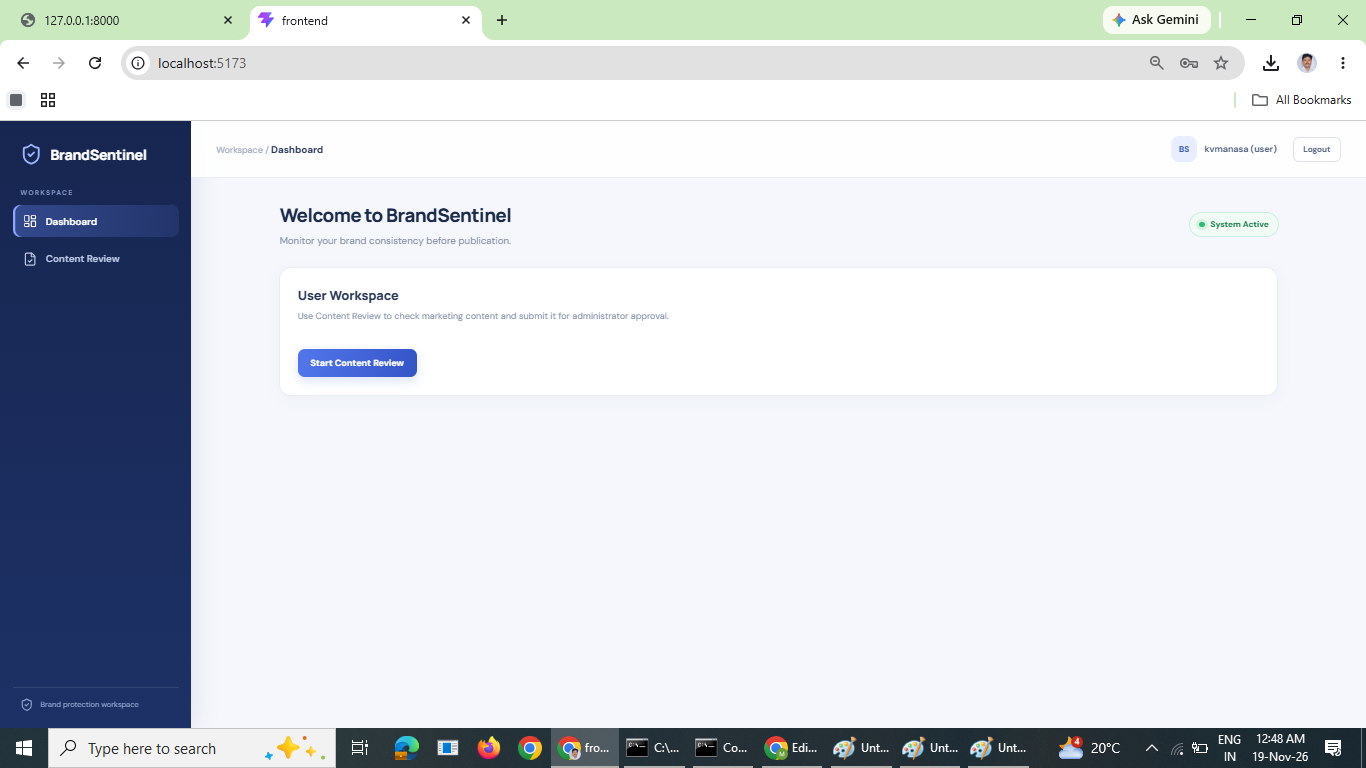 127.0.0.1:8000
frontend
Ask Gemini
localhost:5173
All Bookmarks
BrandSentinel
Workspace / Dashboard
BS
kvmanasa (user)
Logout
WORKSPACE
Dashboard
Content Review
Welcome to BrandSentinel
Monitor your brand consistency before publication.
System Active
User Workspace
Use Content Review to check marketing content and submit it for administrator approval.
Start Content Review
Brand protection workspace
Type here to search
fro...
C:\...
Co...
Edi...
Unt...
Unt...
Unt...
4
20°C
ENG
IN
12:48 AM
19-Nov-26